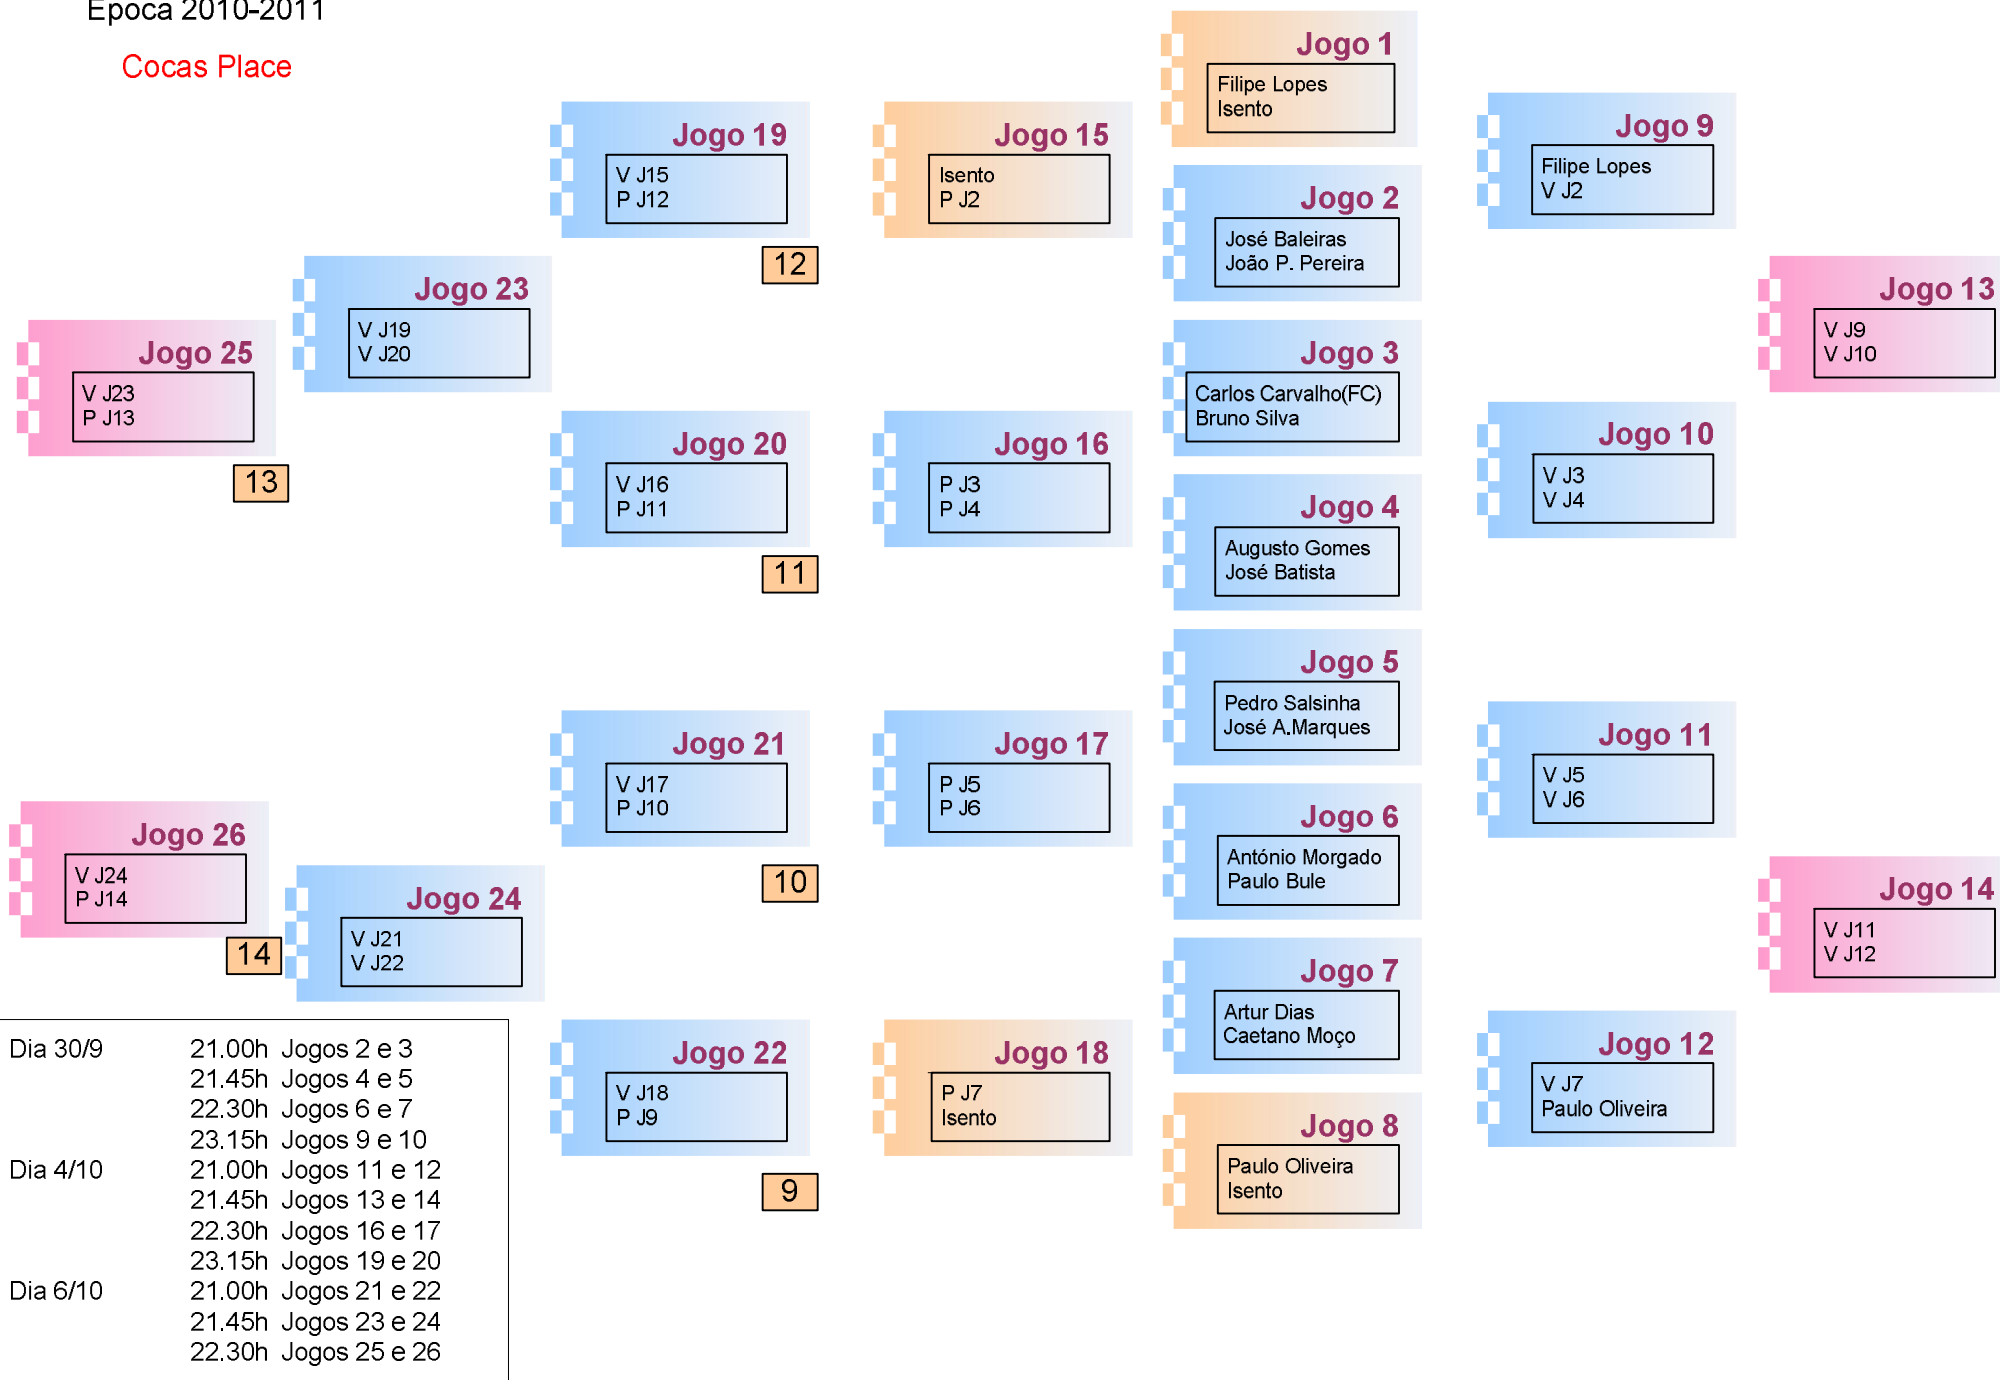 Epoca 2010-2011
Cocas Place
Jogo 25
V J23
P J13
13
Jogo 26
V J24
P J14
14
Jogo 23
V J19
V J20
Jogo 24
V J21
V J22
Jogo 19
V J15
P J12
12
Jogo 20
V J16
P J11
11
Jogo 21
V J17
P J10
10
Jogo 22
V J18
P J9
9
Jogo 15
Isento
P J2
Jogo 16
P J3
P J4
Jogo 17
P J5
P J6
Jogo 18
P J7
Isento
Jogo 1
Filipe Lopes
Isento
Jogo 2
José Baleiras
João P. Pereira
Jogo 3
Carlos Carvalho(FC)
Bruno Silva
Jogo 4
Augusto Gomes
José Batista
Jogo 5
Pedro Salsinha
José A.Marques
Jogo 6
António Morgado
Paulo Bule
Jogo 7
Artur Dias
Caetano Moço
Jogo 8
Paulo Oliveira
Isento
Jogo 9
Filipe Lopes
V J2
Jogo 10
V J3
V J4
Jogo 11
V J5
V J6
Jogo 12
V J7
Paulo Oliveira
Jogo 13
V J9
V J10
Jogo 14
V J11
V J12
Dia 30/9 21.00h Jogos 2 e 3
21.45h Jogos 4 e 5
22.30h Jogos 6 e 7
23.15h Jogos 9 e 10
Dia 4/10 21.00h Jogos 11 e 12
21.45h Jogos 13 e 14
22.30h Jogos 16 e 17
23.15h Jogos 19 e 20
Dia 6/10 21.00h Jogos 21 e 22
21.45h Jogos 23 e 24
22.30h Jogos 25 e 26